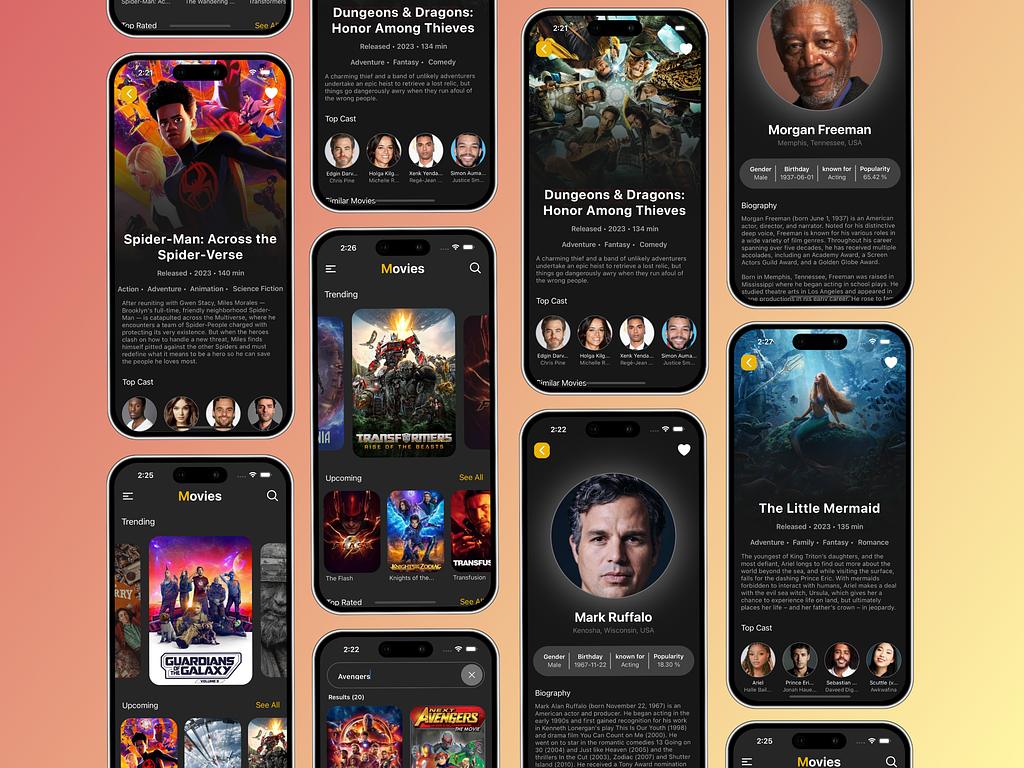 Spider-Man: Ac...
The Wandering ...
Transformers
Top Rated
See All
2:21
Spider-Man: Across the
Spider-Verse
Released • 2023 • 140 min
Action • Adventure • Animation • Science Fiction
After reuniting with Gwen Stacy, Miles Morales —
Brooklyn's full-time, friendly neighborhood Spider-
Man — is catapulted across the Multiverse, where he
encounters a team of Spider-People charged with
protecting its very existence. But when the heroes
clash on how to handle a new threat, Miles finds
himself pitted against the other Spiders and must
redefine what it means to be a hero so he can save
the people he loves most.
Top Cast
2:25
Movies
Trending
RRY
GUARDIANS
OF THE
GALAXY
VOLUME 3
Upcoming
See All
Dungeons & Dragons:
Honor Among Thieves
Released • 2023 • 134 min
Adventure • Fantasy • Comedy
A charming thief and a band of unlikely adventurers
undertake an epic heist to retrieve a lost relic, but
things go dangerously awry when they run afoul of
the wrong people.
Top Cast
Edgin Darv...
Holga Kilg...
Xenk Yenda...
Simon Auma...
Chris Pine
Michelle R...
Regé-Jean ...
Justice Sm...
Similar Movies
2:26
Movies
Trending
TRANSFORMERS
RISE OF THE BEASTS
Upcoming
See All
KNIGHTS OF THE ZODIAC
TRANSFUS
The Flash
Knights of the...
Transfusion
Top Rated
See All
2:22
Avengers
Results (20)
NEXT
AVENGERS
THE MOVIE
2:21
Dungeons & Dragons:
Honor Among Thieves
Released • 2023 • 134 min
Adventure • Fantasy • Comedy
A charming thief and a band of unlikely adventurers
undertake an epic heist to retrieve a lost relic, but
things go dangerously awry when they run afoul of
the wrong people.
Top Cast
Edgin Darv...
Holga Kilg...
Xenk Yenda...
Simon Auma...
Chris Pine
Michelle R...
Regé-Jean ...
Justice Sm...
Similar Movies
2:22
Mark Ruffalo
Kenosha, Wisconsin, USA
Gender
Birthday
known for
Popularity
Male
1967-11-22
Acting
18.30 %
Biography
Mark Alan Ruffalo (born November 22, 1967) is an
American actor and producer. He began acting in the
early 1990s and first gained recognition for his work
in Kenneth Lonergan's play This Is Our Youth (1998)
and drama film You Can Count on Me (2000). He
went on to star in the romantic comedies 13 Going on
30 (2004) and Just like Heaven (2005) and the
thrillers In the Cut (2003), Zodiac (2007) and Shutter
Island (2010). He received a Tony Award nomination
Morgan Freeman
Memphis, Tennessee, USA
Gender
Birthday
known for
Popularity
Male
1937-06-01
Acting
65.42 %
Biography
Morgan Freeman (born June 1, 1937) is an American
actor, director, and narrator. Noted for his distinctive
deep voice, Freeman is known for his various roles in
a wide variety of film genres. Throughout his career
spanning over five decades, he has received multiple
accolades, including an Academy Award, a Screen
Actors Guild Award, and a Golden Globe Award.
Born in Memphis, Tennessee, Freeman was raised in
Mississippi where he began acting in school plays. He
studied theatre arts in Los Angeles and appeared in
stage productions in his early career. He rose to fam
2:27
The Little Mermaid
Released • 2023 • 135 min
Adventure • Family • Fantasy • Romance
The youngest of King Triton's daughters, and the
most defiant, Ariel longs to find out more about the
world beyond the sea, and while visiting the surface,
falls for the dashing Prince Eric. With mermaids
forbidden to interact with humans, Ariel makes a deal
with the evil sea witch, Ursula, which gives her a
chance to experience life on land, but ultimately
places her life – and her father's crown – in jeopardy.
Top Cast
Ariel
Prince Eri...
Sebastian ...
Scuttle (v...
Halle Bail...
Jonah Haue...
Daveed Dig...
Awkwafina
2:25
Movies